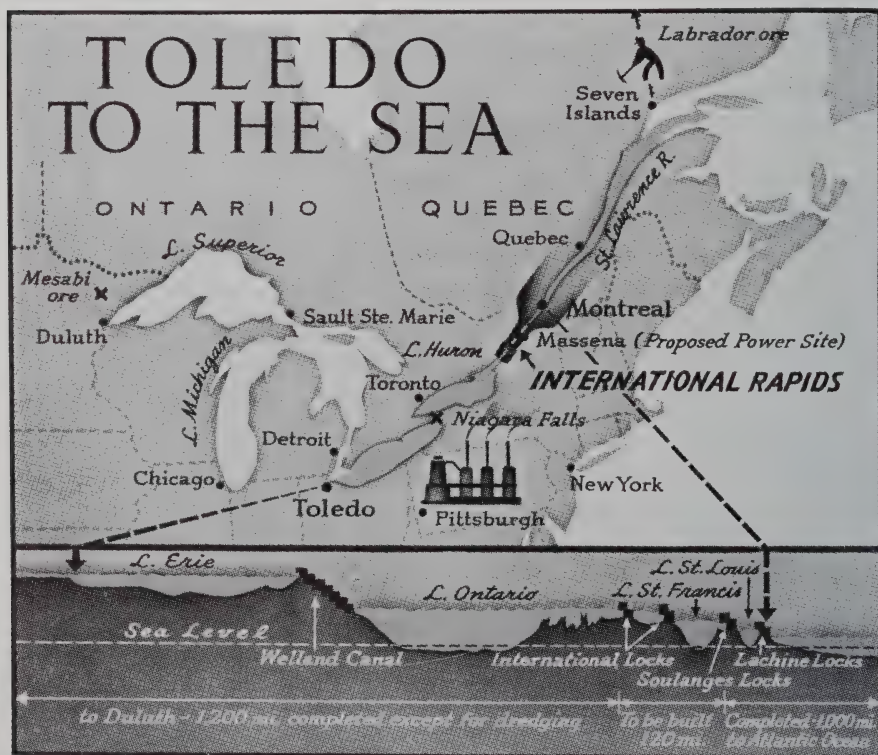 TOLEDO
TO THE SEA
Labrador ore
Seven
Islands
ONTARIO
QUEBEC
St. Lawrence R.
Quebec
L. Superior
Mesabi
ore
Duluth
Sault Ste. Marie
Montreal
Massena (Proposed Power Site)
L. Huron
INTERNATIONAL RAPIDS
L. Michigan
Toronto
Niagara Falls
Detroit
Chicago
Toledo
New York
Pittsburgh
L. Erie
L. St. Louis
L. Ontario
L. St. Francis
Sea Level
Welland Canal
International Locks
Lachine Locks
Soulanges Locks
to Duluth - 1,200 mi. completed except for dredging
To be built
120 mi.
Completed-1,000 mi.
to Atlantic Ocean